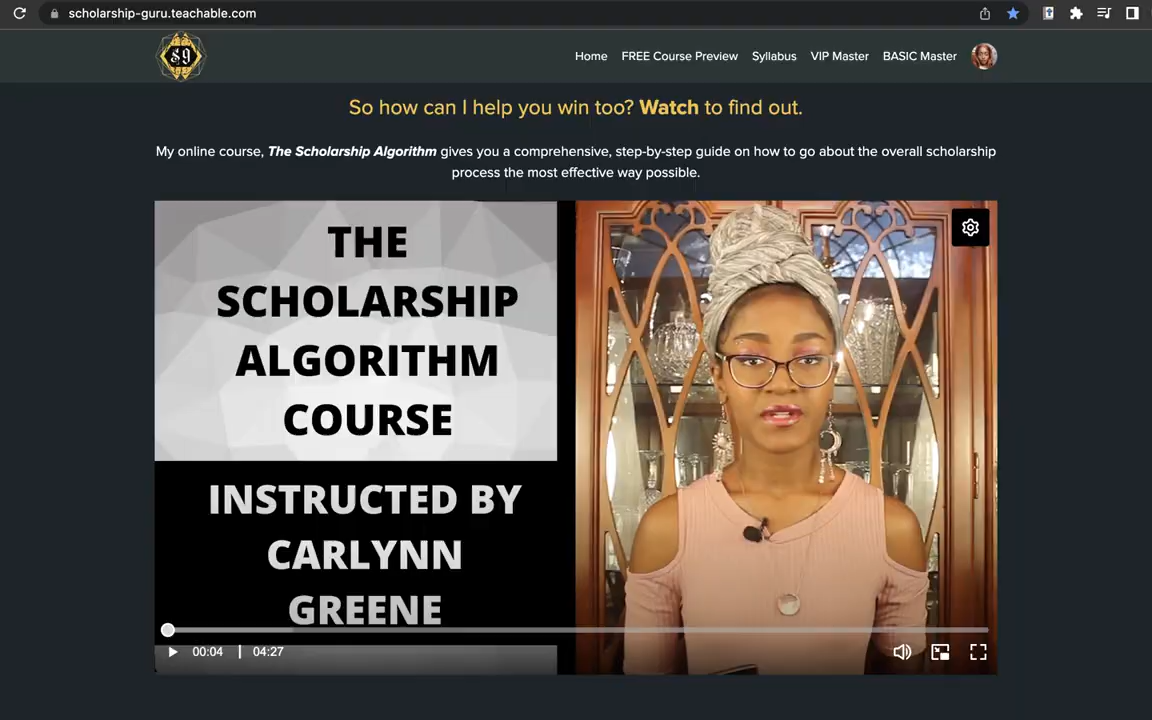 scholarship-guru.teachable.com
SG
Home FREE Course Preview Syllabus VIP Master BASIC Master
So how can I help you win too? Watch to find out.
My online course, The Scholarship Algorithm gives you a comprehensive, step-by-step guide on how to go about the overall scholarship
process the most effective way possible.
THE
SCHOLARSHIP
ALGORITHM
COURSE
INSTRUCTED BY
CARLYNN
GREENE
00:04 | 04:27